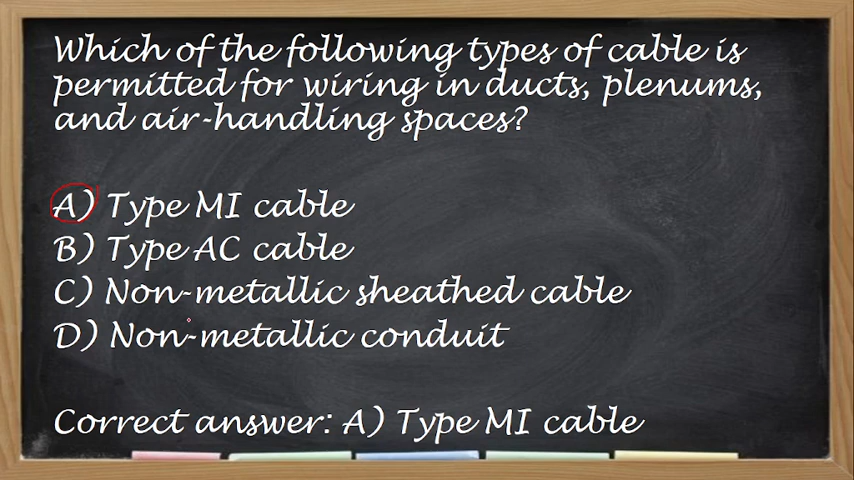 Which of the following types of cable is
permitted for wiring in ducts, plenums,
and air-handling spaces?
A) Type MI cable
B) Type AC cable
C) Non-metallic sheathed cable
D) Non-metallic conduit
Correct answer: A) Type MI cable